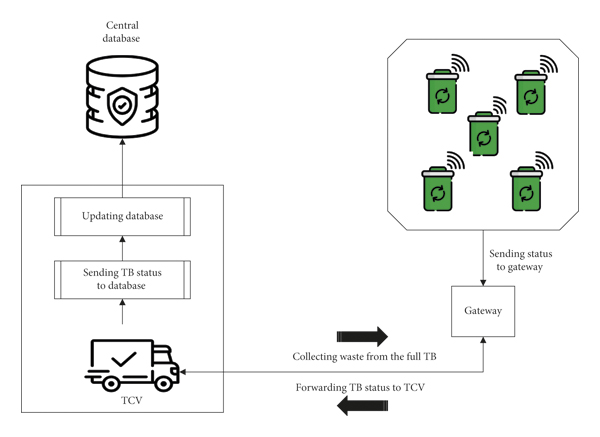 Central
database
Updating database
Sending TB status
to database
TCV
Sending status
to gateway
Gateway
Collecting waste from the full TB
Forwarding TB status to TCV